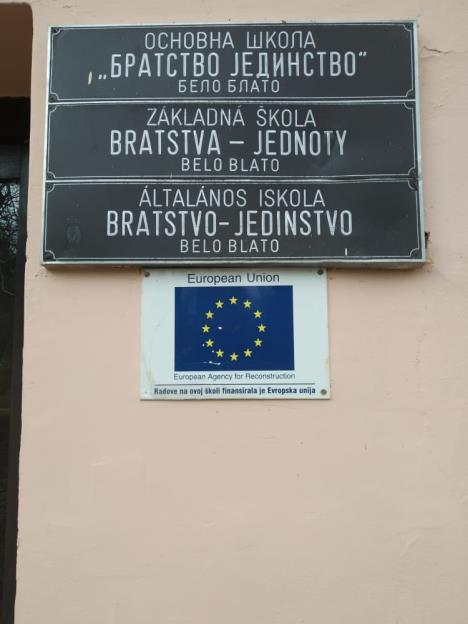 ОСНОВНА ШКОЛА
„БРАТСТВО ЈЕДИНСТВО“
БЕЛО БЛАТО
ZÁKLADNÁ ŠKOLA
BRATSTVA – JEDNOTY
BELO BLATO
ÁLTALÁNOS ISKOLA
BRATSTVO-JEDINSTVO
BELO BLATO
European Union
European Agency for Reconstruction
Radove na ovoj školi finansirala je Evropska unija